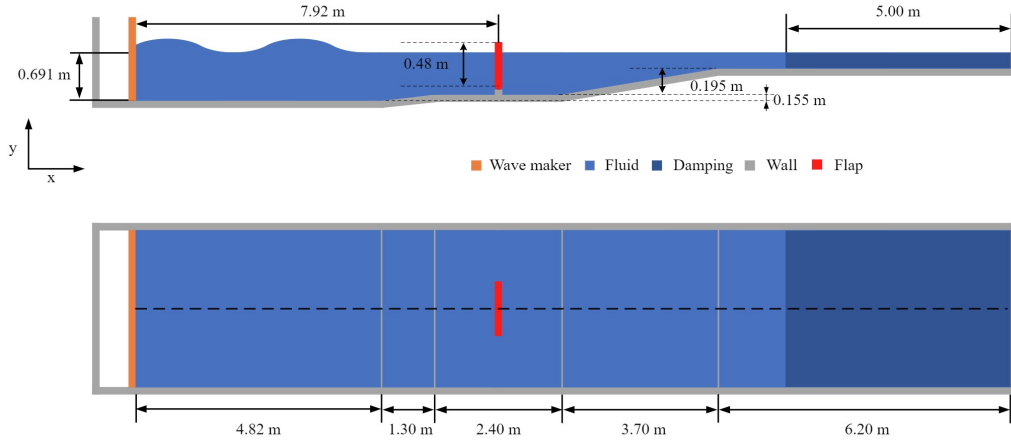 7.92 m
5.00 m
0.691 m
0.48 m
0.195 m
0.155 m
y
x
Wave maker
Fluid
Damping
Wall
Flap
4.82 m
1.30 m
2.40 m
3.70 m
6.20 m